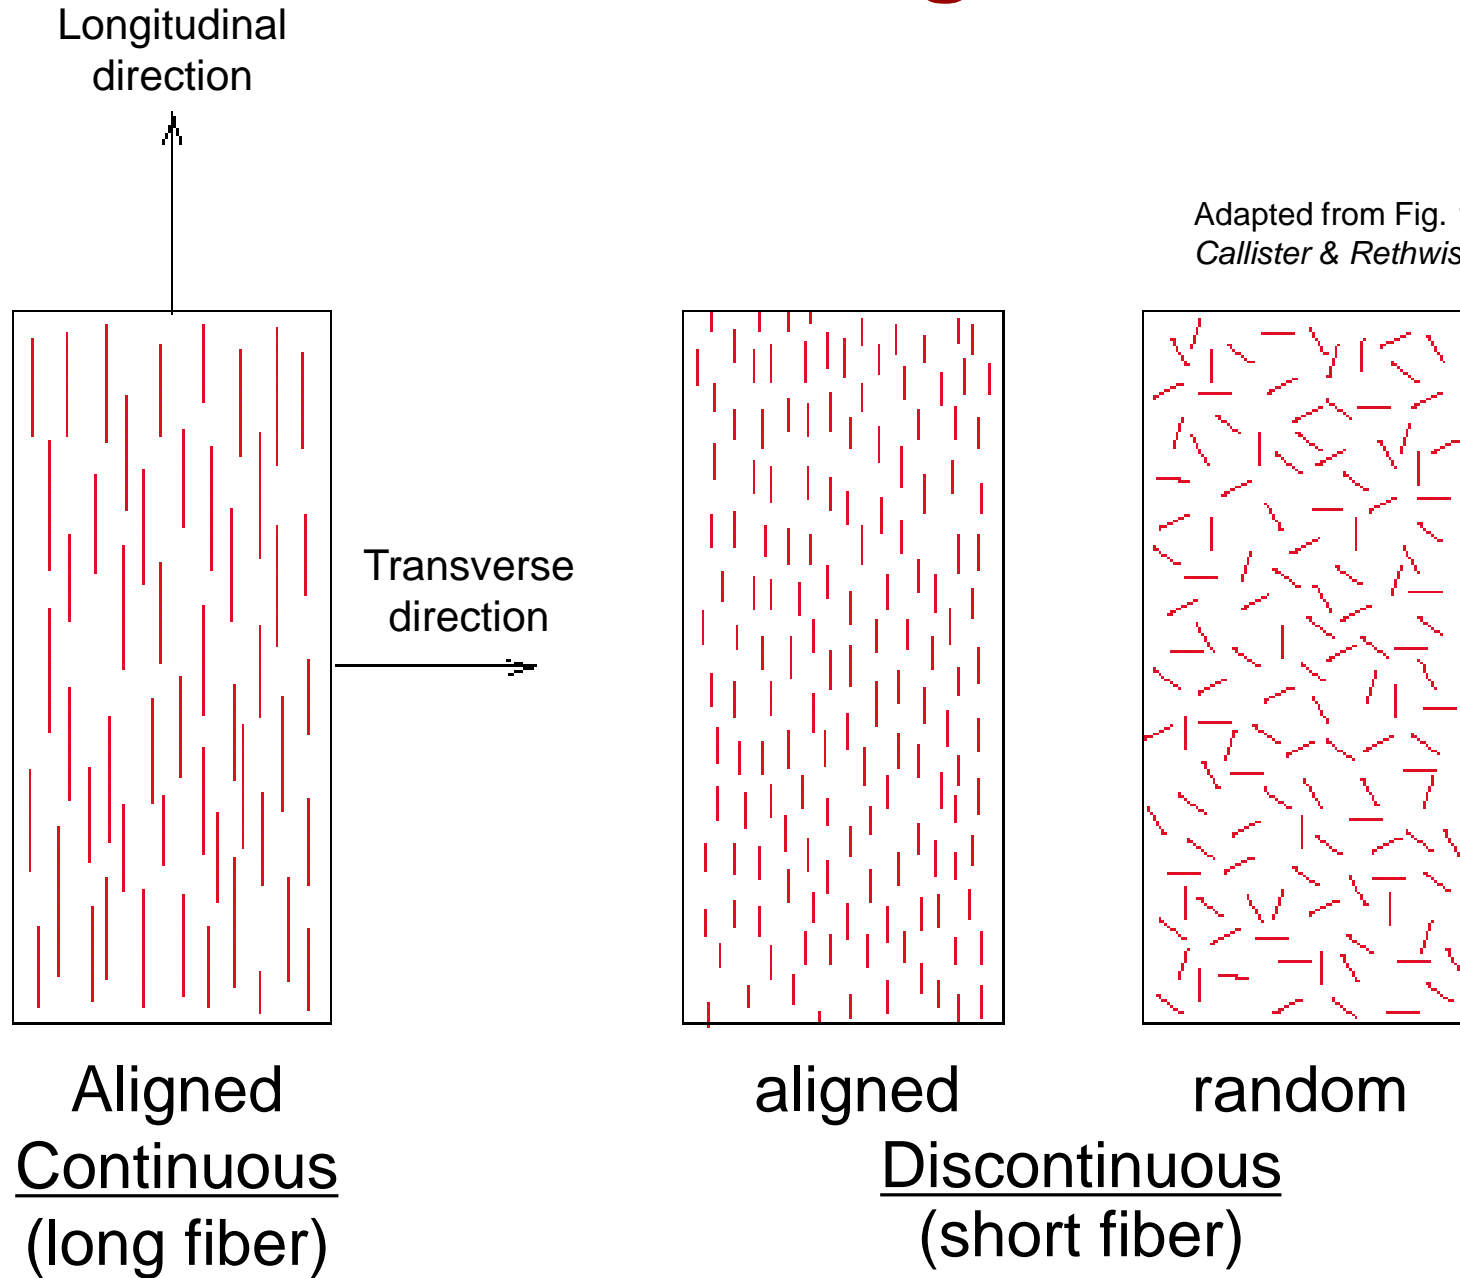 Longitudinal
direction
Adapted from Fig.
Callister & Rethwis
Transverse
direction
Aligned
Continuous
(long fiber)
aligned
random
Discontinuous
(short fiber)